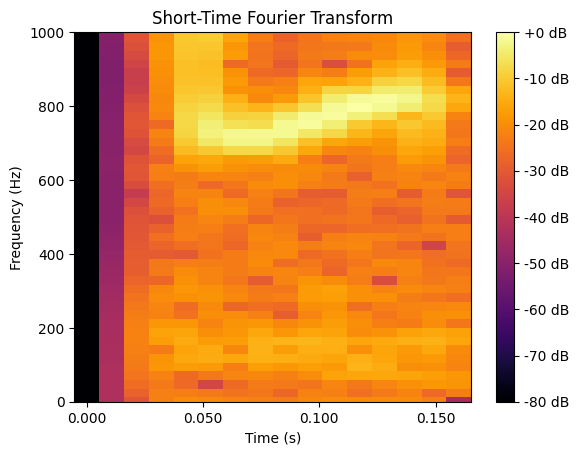 Short-Time Fourier Transform
1000
800
600
400
200
0
Frequency (Hz)
0.000
0.050
0.100
0.150
Time (s)
+0 dB
-10 dB
-20 dB
-30 dB
-40 dB
-50 dB
-60 dB
-70 dB
-80 dB